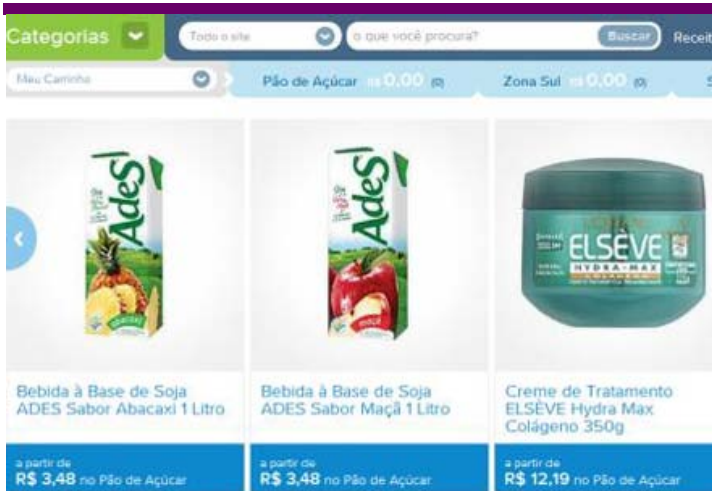 Categorias
Todo o site
o que você procura?
Buscar
Receit
Meu Carrinho
Pão de Açúcar R$ 0,00 (0)
Zona Sul R$ 0,00 (0)
S
AdeS
abacaxi
AdeS
maçã
ELSÈVE
HYDRA-MAX
COLÁGENO
Bebida à Base de Soja
ADES Sabor Abacaxi 1 Litro
Bebida à Base de Soja
ADES Sabor Maçã 1 Litro
Creme de Tratamento
ELSÈVE Hydra Max
Colágeno 350g
a partir de
R$ 3,48 no Pão de Açúcar
a partir de
R$ 3,48 no Pão de Açúcar
a partir de
R$ 12,19 no Pão de Açúcar